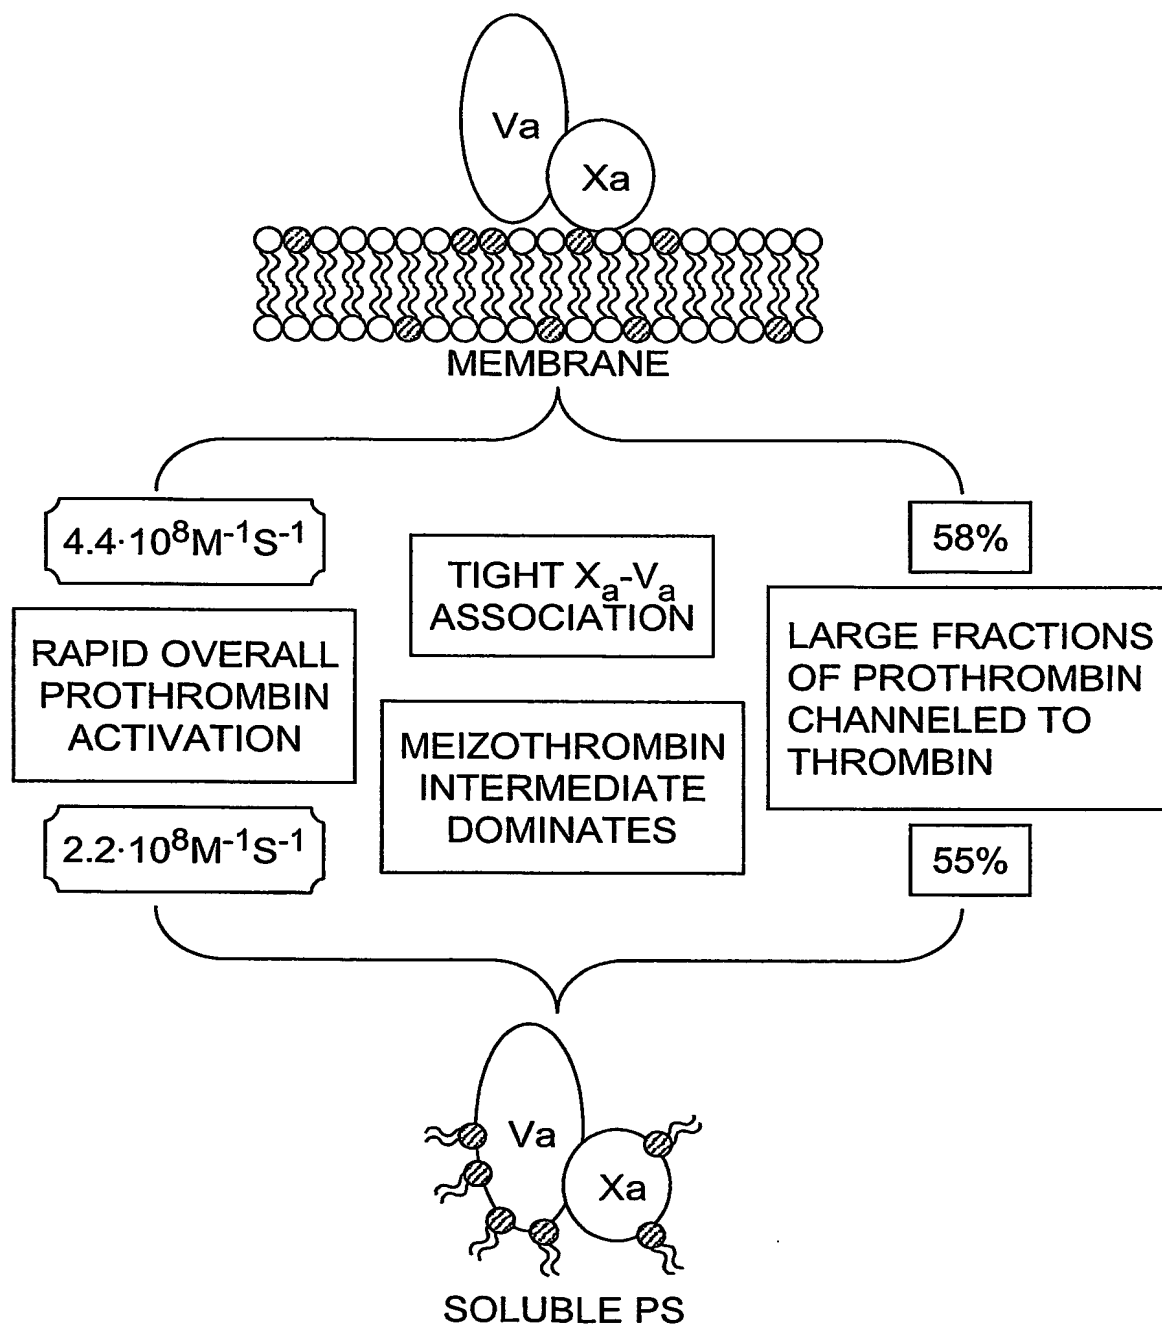 Va
Xa
MEMBRANE
4.4·10⁸M⁻¹S⁻¹
RAPID OVERALL
PROTHROMBIN
ACTIVATION
2.2·10⁸M⁻¹S⁻¹
TIGHT Xₐ-Vₐ
ASSOCIATION
MEIZOTHROMBIN
INTERMEDIATE
DOMINATES
58%
LARGE FRACTIONS
OF PROTHROMBIN
CHANNELED TO
THROMBIN
55%
Va
Xa
SOLUBLE PS